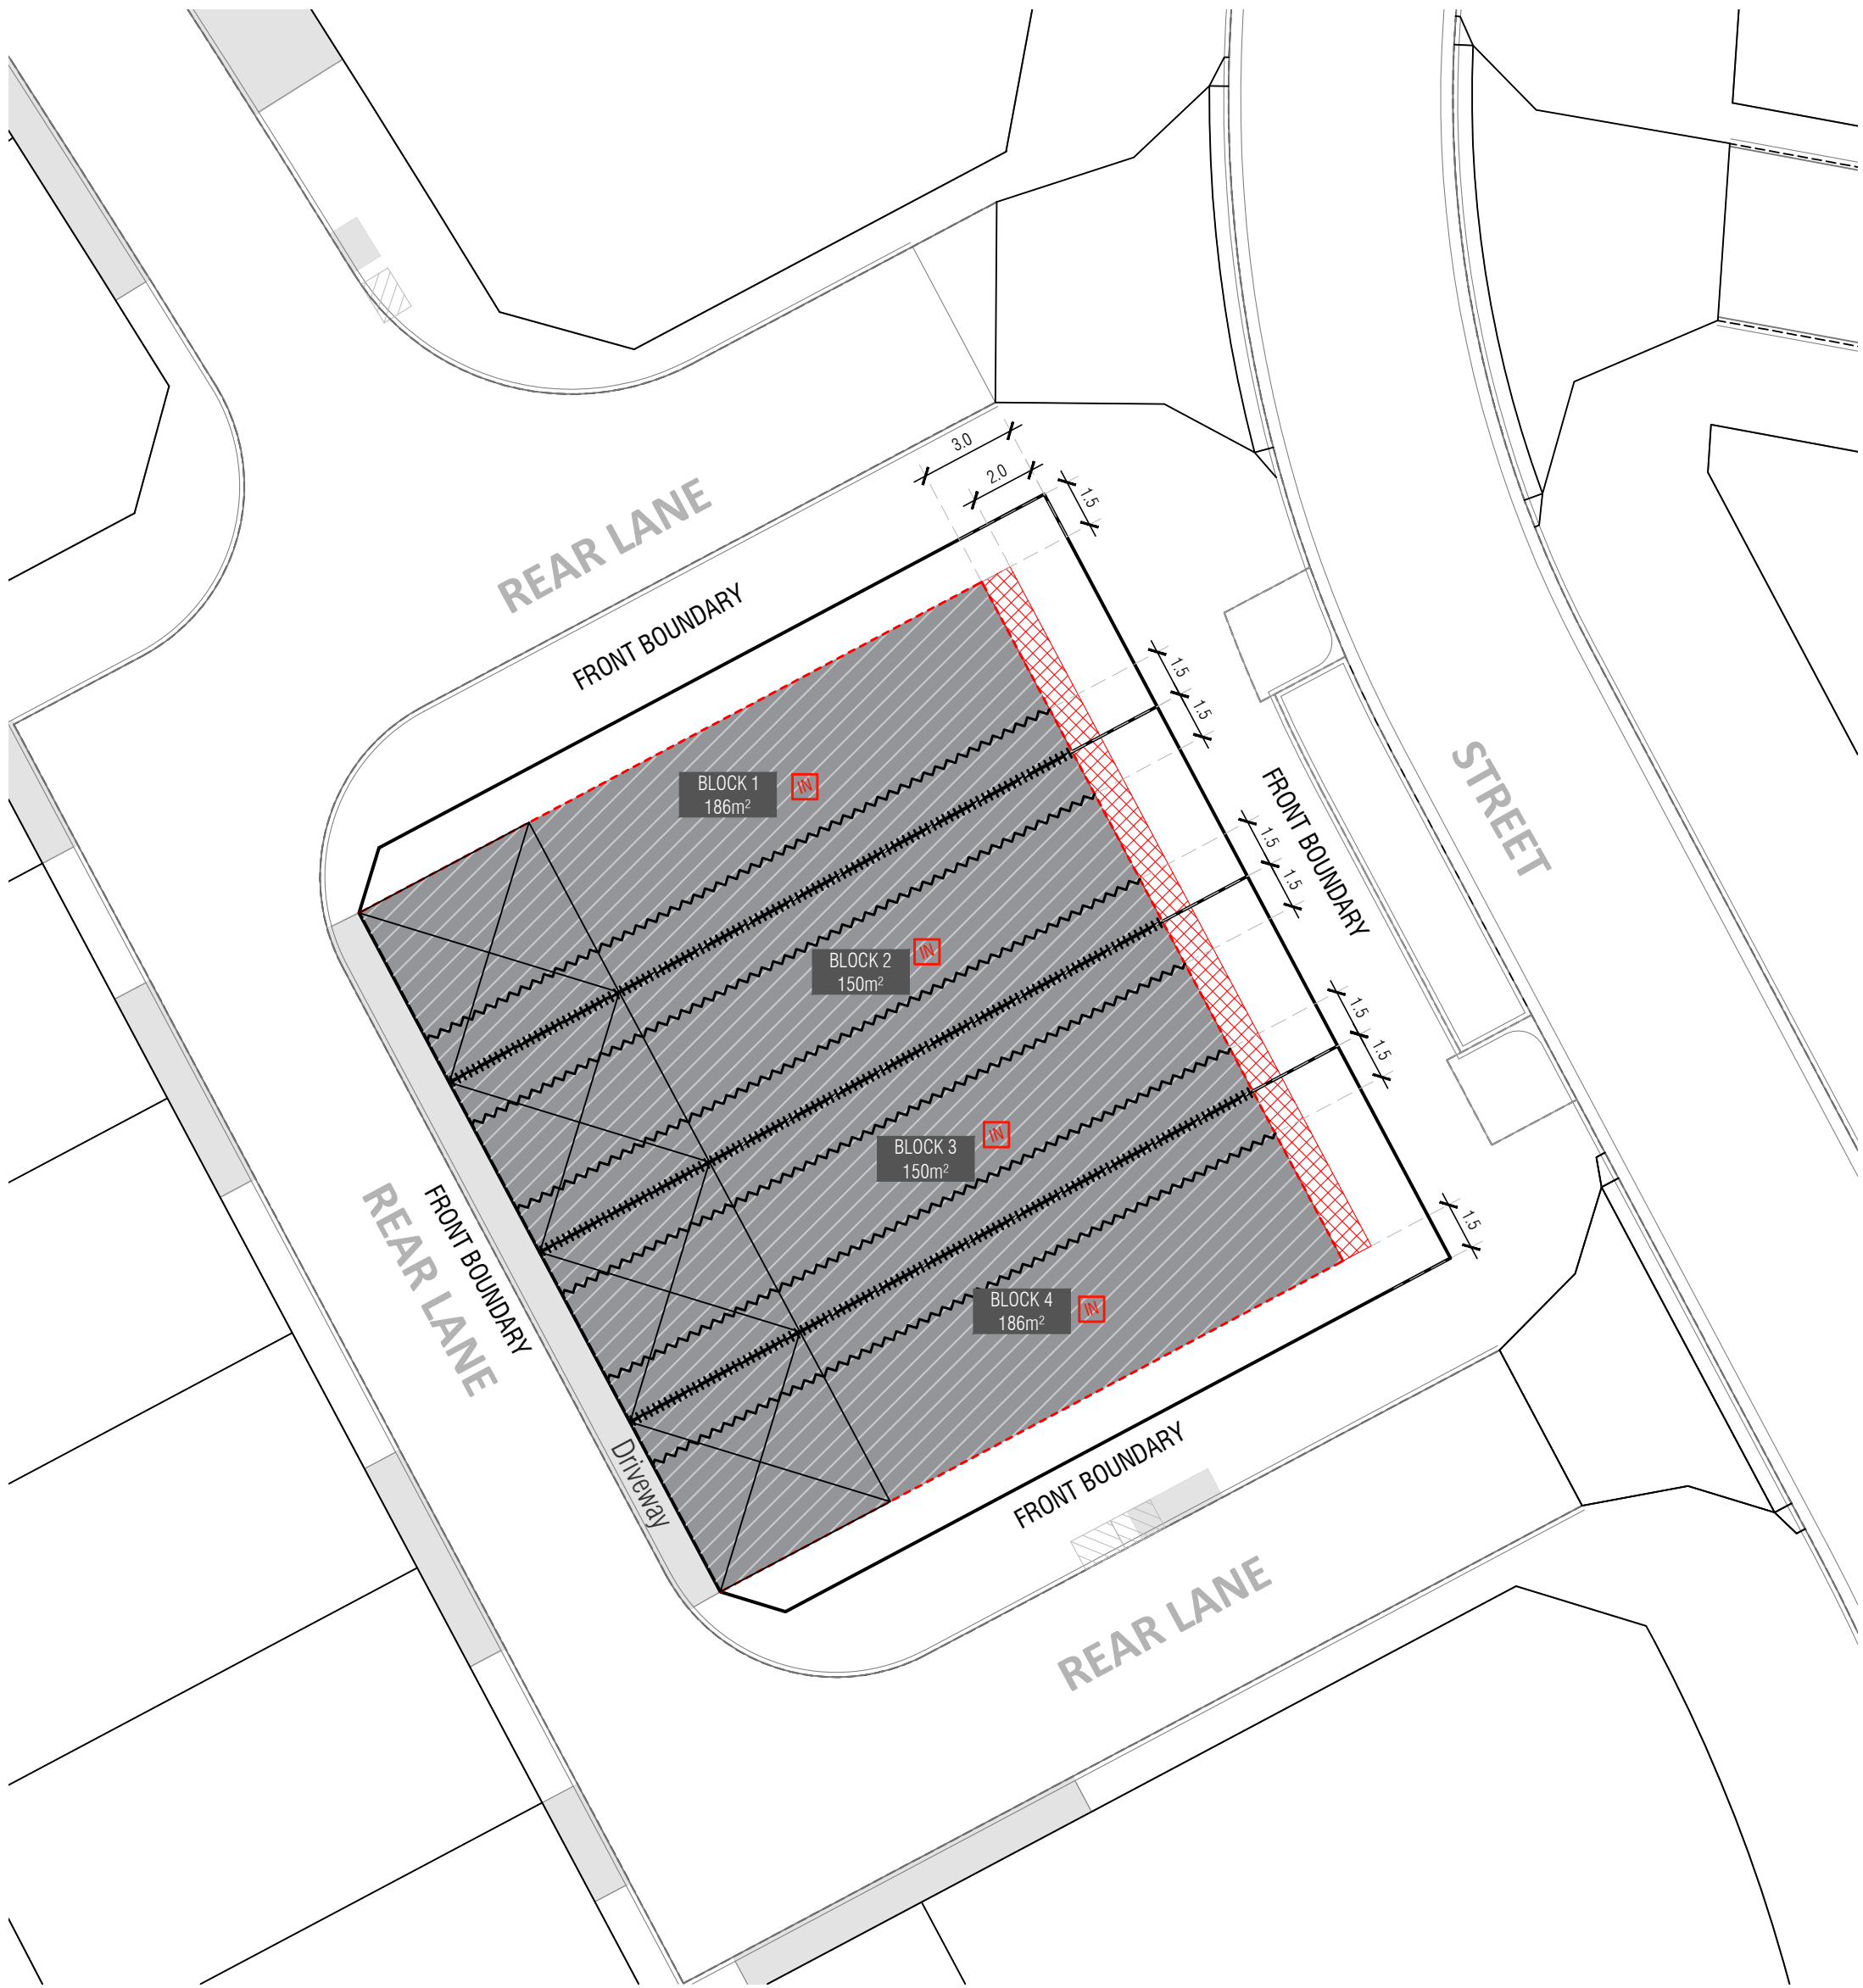 3.0
2.0
1.5
REAR LANE
FRONT BOUNDARY
1.5
1.5
BLOCK 1
186m²
IN
STREET
FRONT BOUNDARY
1.5
1.5
BLOCK 2
150m²
IN
1.5
1.5
BLOCK 3
150m²
IN
REAR LANE
FRONT BOUNDARY
1.5
BLOCK 4
186m²
IN
Driveway
FRONT BOUNDARY
REAR LANE